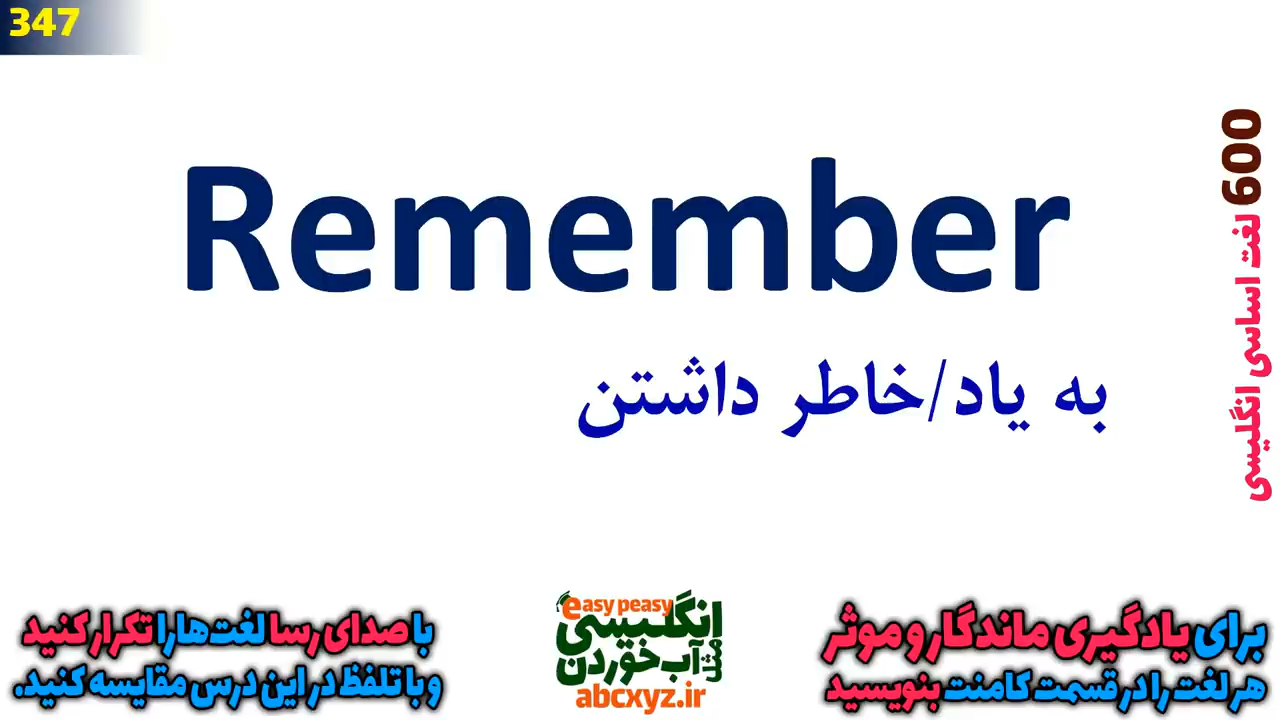 347
Remember
به یاد/خاطر داشتن
600 لغت اساسی انگلیسی
برای یادگیری ماندگار و موثر
هر لغت را در قسمت کامنت بنویسید
easy peasy
انگلیسی
مثل آب خوردن
abcxyz.ir
با صدای رسا لغت‌ها را تکرار کنید
و با تلفظ در این درس مقایسه کنید.